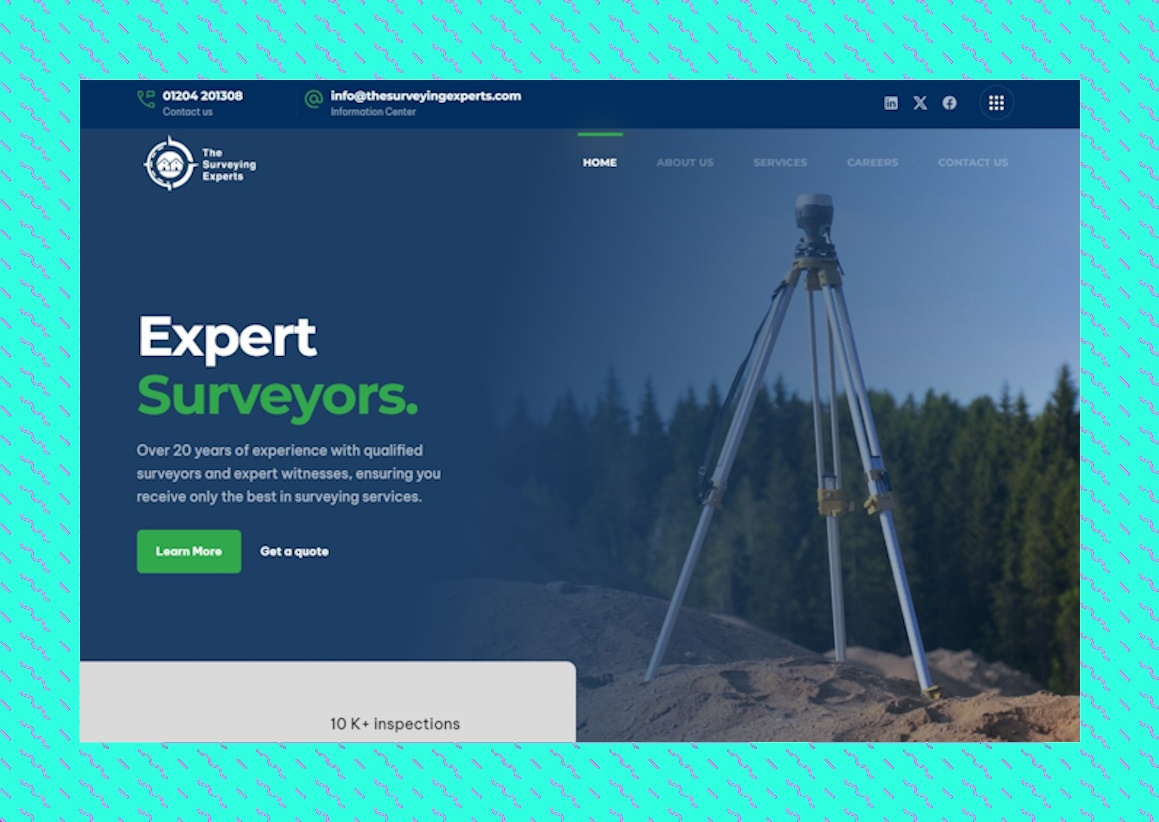 01204 201308
Contact us
info@thesurveyingexperts.com
Information Center
The
Surveying
Experts
HOME ABOUT US SERVICES CAREERS CONTACT US
Expert
Surveyors.
Over 20 years of experience with qualified
surveyors and expert witnesses, ensuring you
receive only the best in surveying services.
Learn More Get a quote
10 K+ inspections